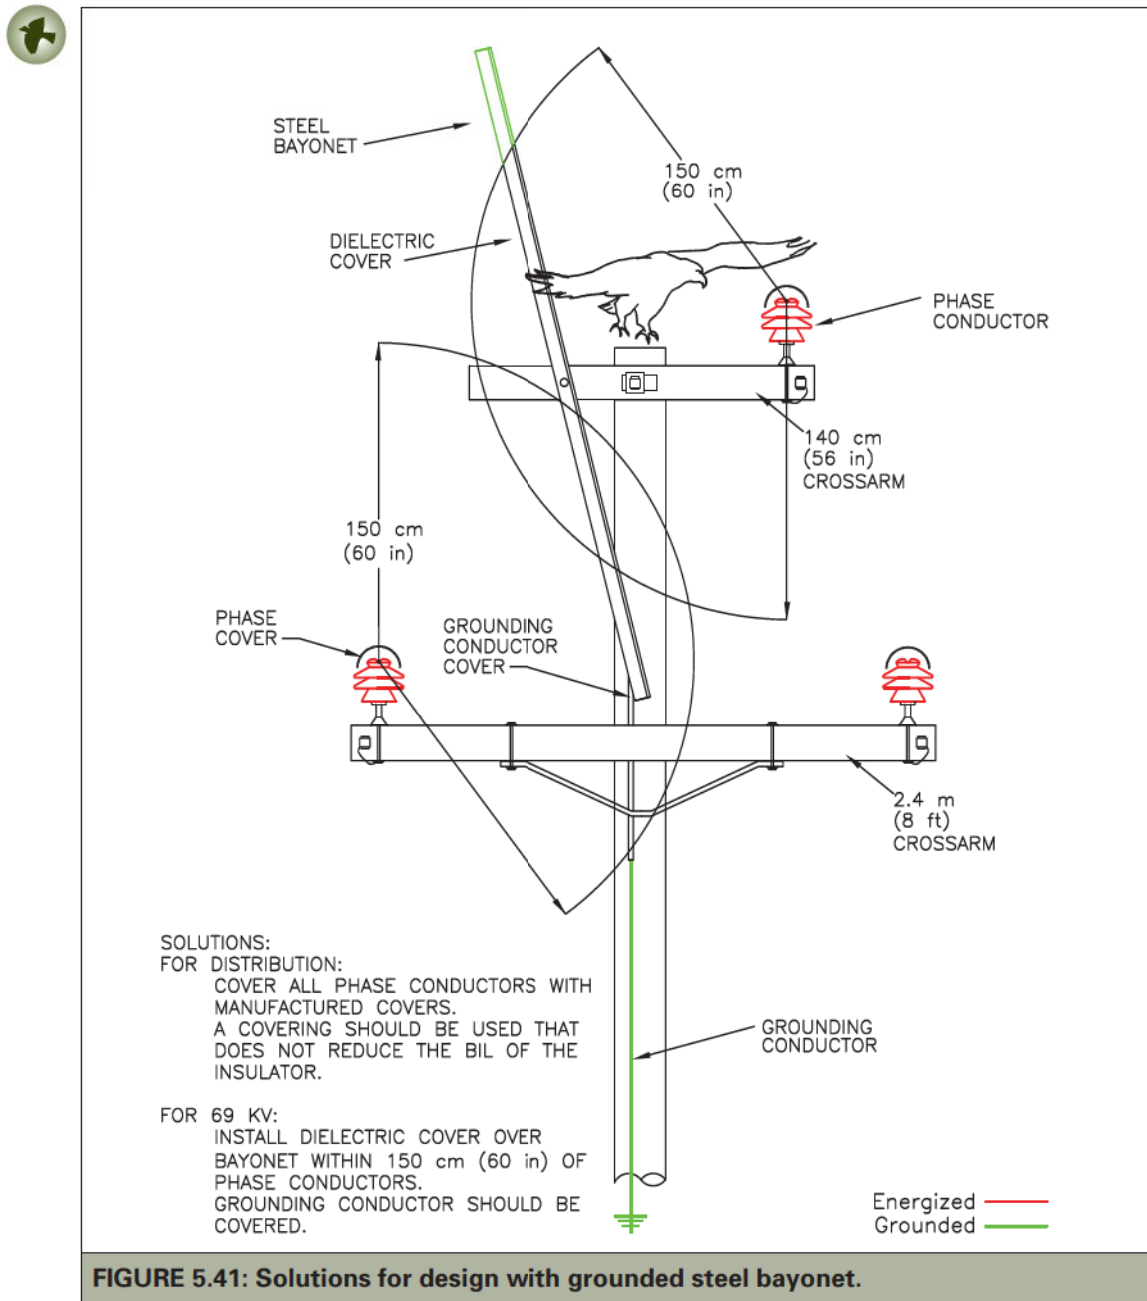 STEEL
BAYONET
150 cm
(60 in)
DIELECTRIC
COVER
PHASE
CONDUCTOR
140 cm
(56 in)
CROSSARM
150 cm
(60 in)
PHASE
COVER
GROUNDING
CONDUCTOR
COVER
2.4 m
(8 ft)
CROSSARM
SOLUTIONS:
FOR DISTRIBUTION:
COVER ALL PHASE CONDUCTORS WITH
MANUFACTURED COVERS.
A COVERING SHOULD BE USED THAT
DOES NOT REDUCE THE BIL OF THE
INSULATOR.
GROUNDING
CONDUCTOR
FOR 69 KV:
INSTALL DIELECTRIC COVER OVER
BAYONET WITHIN 150 cm (60 in) OF
PHASE CONDUCTORS.
GROUNDING CONDUCTOR SHOULD BE
COVERED.
Energized
Grounded
FIGURE 5.41: Solutions for design with grounded steel bayonet.